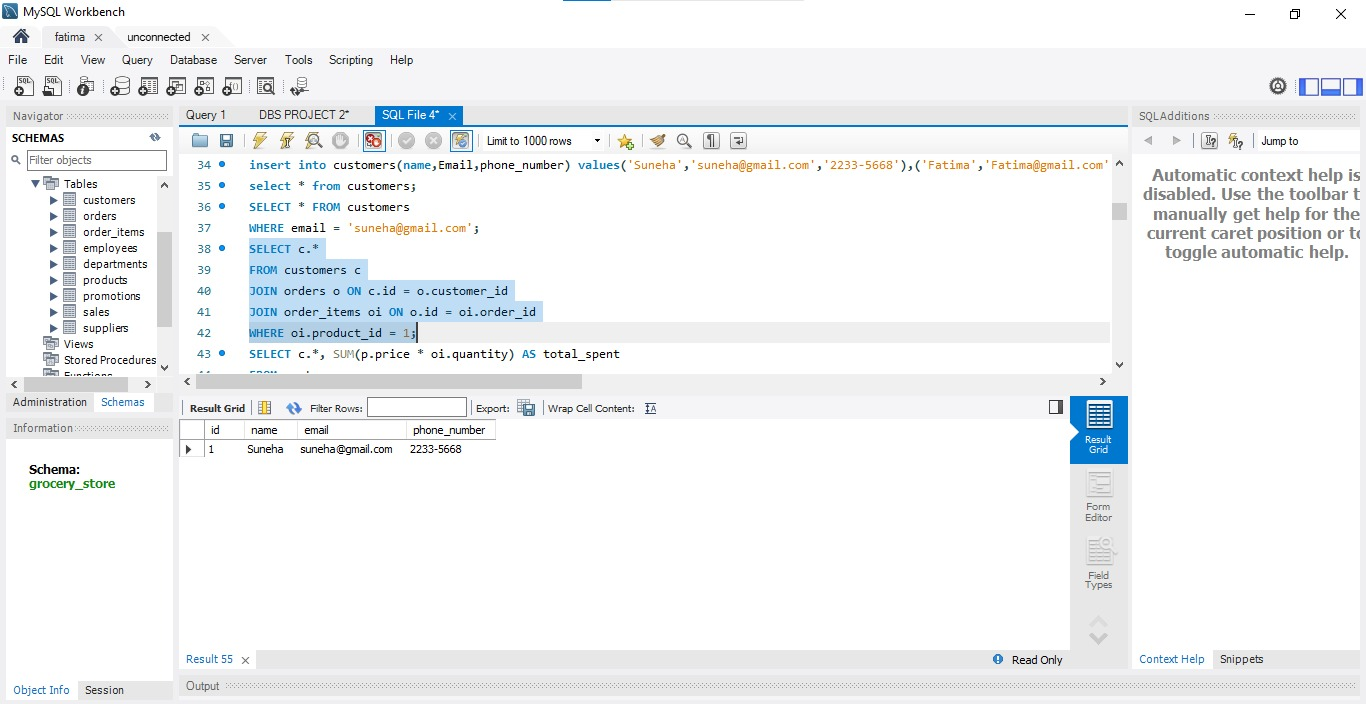 MySQL Workbench
fatima
unconnected
File Edit View Query Database Server Tools Scripting Help
Navigator
SCHEMAS
Filter objects
Tables
customers
orders
order_items
employees
departments
products
promotions
sales
suppliers
Views
Stored Procedures
Administration Schemas
Information
Schema:
grocery_store
Object Info Session
Query 1 DBS PROJECT 2* SQL File 4*
Limit to 1000 rows
34 insert into customers(name,Email,phone_number) values('Suneha','suneha@gmail.com','2233-5668'),('Fatima','Fatima@gmail.com'
35 select * from customers;
36 SELECT * FROM customers
37 WHERE email = 'suneha@gmail.com';
38 SELECT c.*
39 FROM customers c
40 JOIN orders o ON c.id = o.customer_id
41 JOIN order_items oi ON o.id = oi.order_id
42 WHERE oi.product_id = 1;
43 SELECT c.*, SUM(p.price * oi.quantity) AS total_spent
Result Grid Filter Rows: Export: Wrap Cell Content:
id name email phone_number
1 Suneha suneha@gmail.com 2233-5668
Result Grid
Form Editor
Field Types
Result 55
Read Only
Output
SQLAdditions
Jump to
Automatic context help is
disabled. Use the toolbar t
manually get help for the
current caret position or to
toggle automatic help.
Context Help Snippets